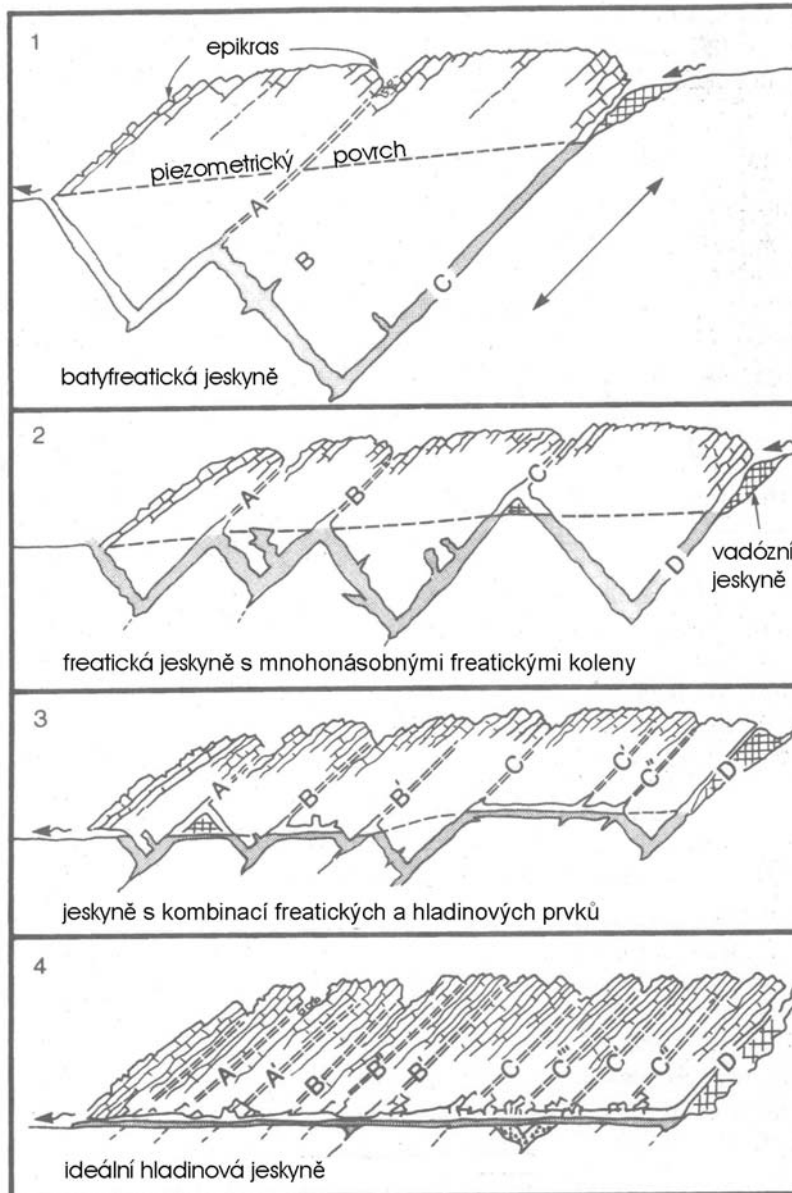 1
epikras
piezometrický povrch
A
B
C
batyfreatická jeskyně
2
A
B
C
D
vadózní
jeskyně
freatická jeskyně s mnohonásobnými freatickými koleny
3
A
B
B'
C
C'
C''
D
jeskyně s kombinací freatických a hladinových prvků
4
A
A'
B
B''
B'
C
C'''
C'
C''
D
ideální hladinová jeskyně